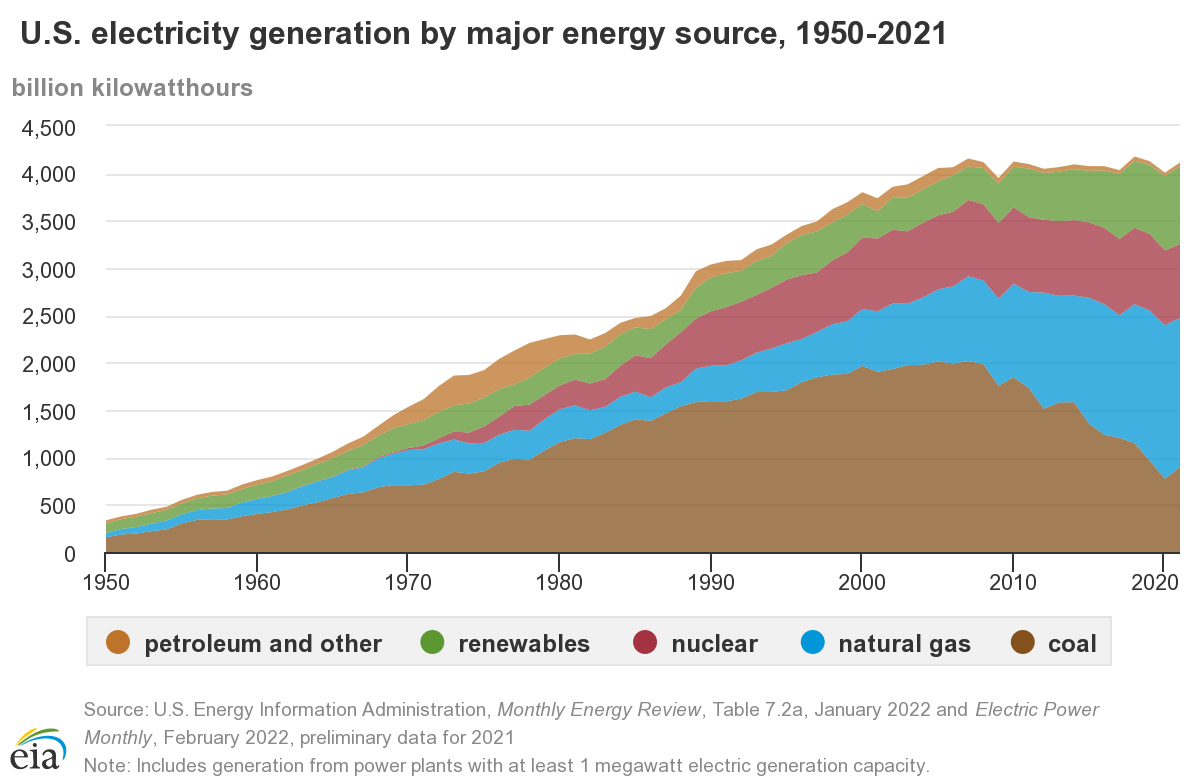 U.S. electricity generation by major energy source, 1950-2021
billion kilowatthours
4,500
4,000
3,500
3,000
2,500
2,000
1,500
1,000
500
0
1950 1960 1970 1980 1990 2000 2010 2020
petroleum and other renewables nuclear natural gas coal
Source: U.S. Energy Information Administration, Monthly Energy Review, Table 7.2a, January 2022 and Electric Power
Monthly, February 2022, preliminary data for 2021
Note: Includes generation from power plants with at least 1 megawatt electric generation capacity.
eia